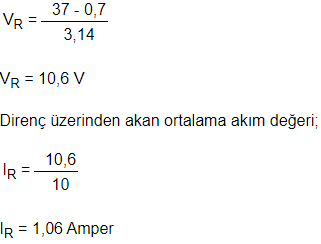 V_R = 37 - 0,7 / 3,14
V_R = 10,6 V
Direnç üzerinden akan ortalama akım değeri;
I_R = 10,6 / 10
I_R = 1,06 Amper